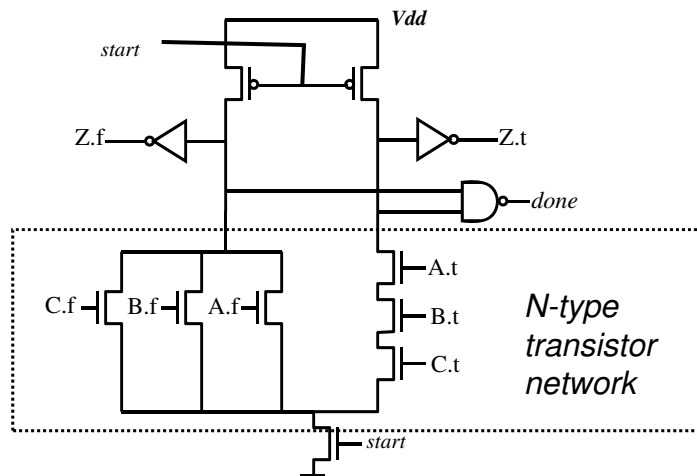 Vdd
start
Z.f
Z.t
done
C.f
B.f
A.f
A.t
B.t
C.t
N-type
transistor
network
start